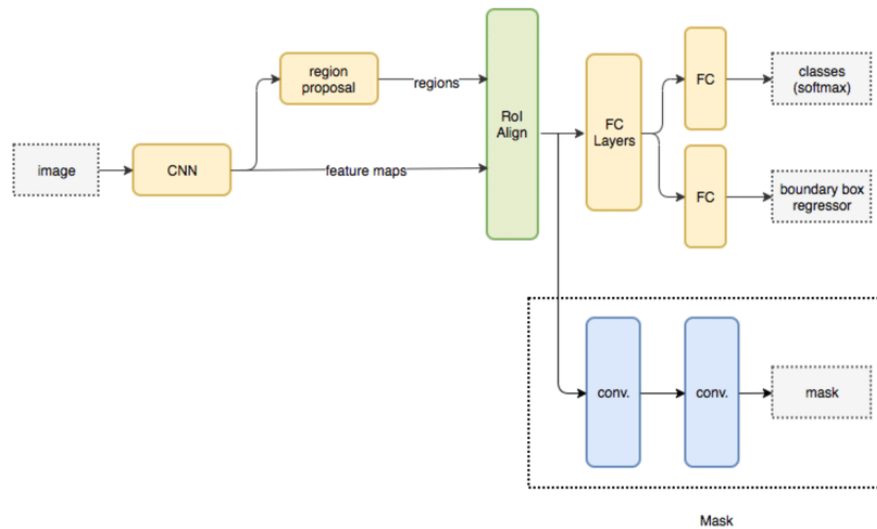 image
CNN
region
proposal
regions
feature maps
RoI
Align
FC
Layers
FC
classes
(softmax)
FC
boundary box
regressor
conv.
conv.
mask
Mask